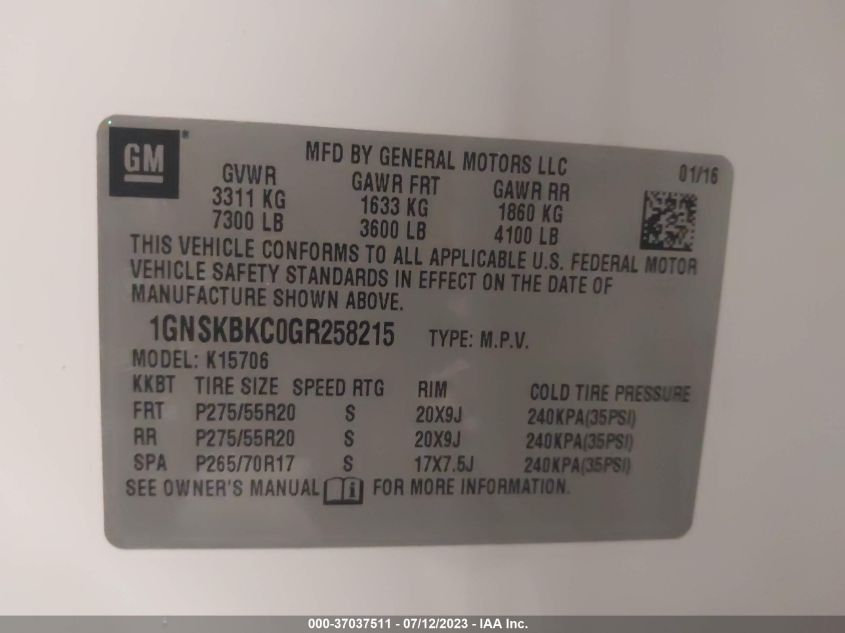 GM
MFD BY GENERAL MOTORS LLC
01/16
GVWR GAWR FRT GAWR RR
3311 KG 1633 KG 1860 KG
7300 LB 3600 LB 4100 LB
THIS VEHICLE CONFORMS TO ALL APPLICABLE U.S. FEDERAL MOTOR
VEHICLE SAFETY STANDARDS IN EFFECT ON THE DATE OF
MANUFACTURE SHOWN ABOVE.
1GNSKBKC0GR258215 TYPE: M.P.V.
MODEL: K15706
KKBT TIRE SIZE SPEED RTG RIM COLD TIRE PRESSURE
FRT P275/55R20 S 20X9J 240KPA(35PSI)
RR P275/55R20 S 20X9J 240KPA(35PSI)
SPA P265/70R17 S 17X7.5J 240KPA(35PSI)
SEE OWNER'S MANUAL FOR MORE INFORMATION.
000-37037511 - 07/12/2023 - IAA Inc.